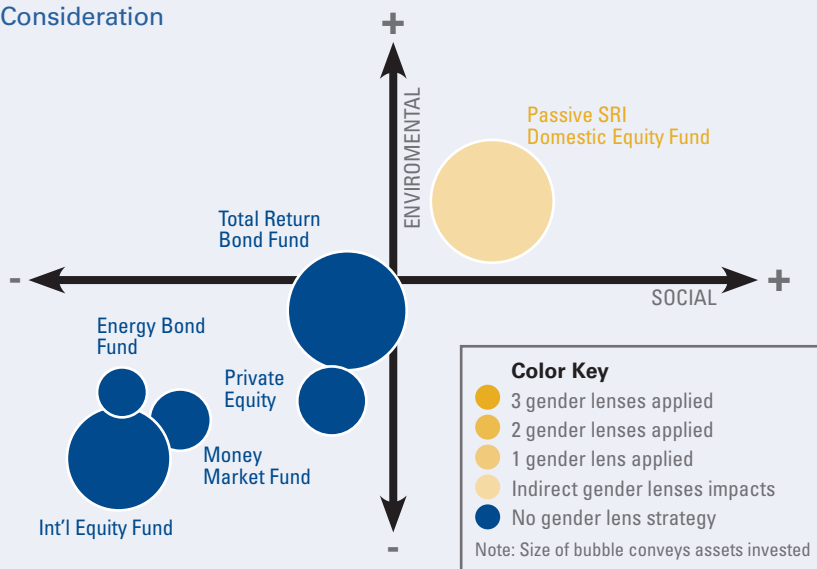 Consideration
+
ENVIROMENTAL
Passive SRI
Domestic Equity Fund
Total Return
Bond Fund
-
+
SOCIAL
Energy Bond
Fund
Private
Equity
Money
Market Fund
Int'l Equity Fund
-
Color Key
3 gender lenses applied
2 gender lenses applied
1 gender lens applied
Indirect gender lenses impacts
No gender lens strategy
Note: Size of bubble conveys assets invested